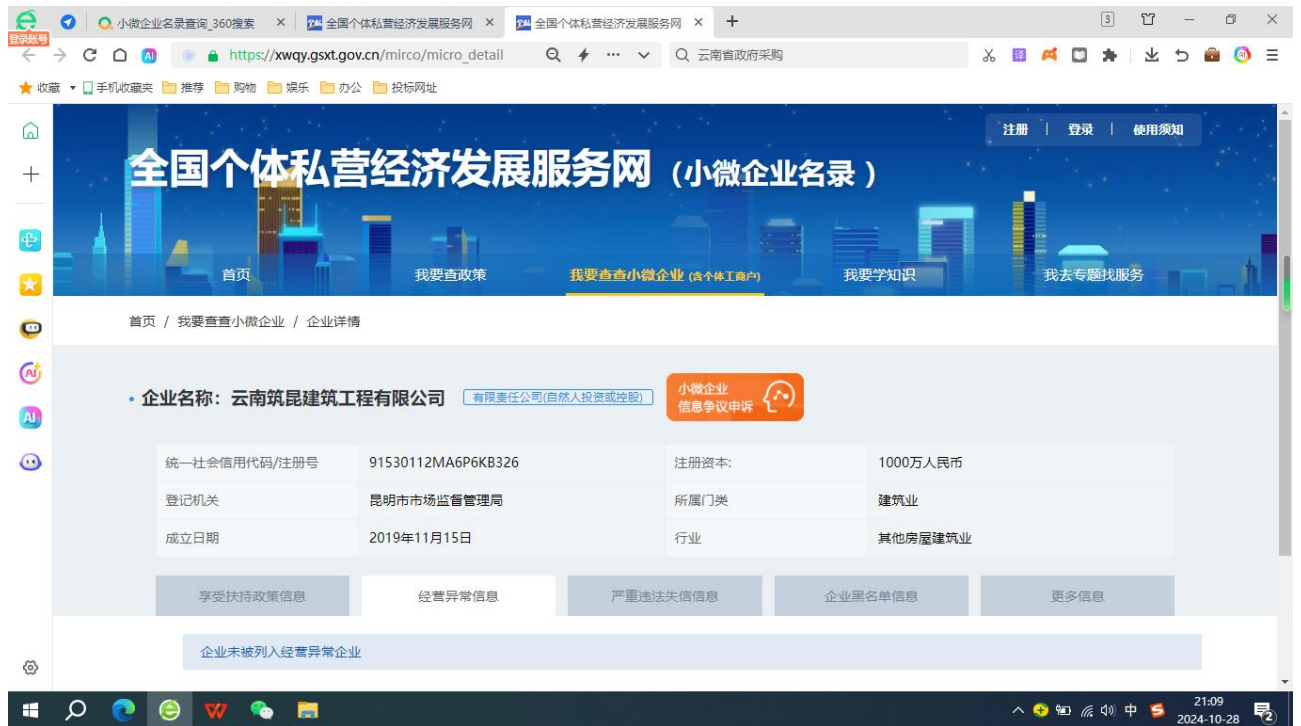 小微企业名录查询_360搜索
全国个体私营经济发展服务网
全国个体私营经济发展服务网
3
登录账号
https://xwqy.gsxt.gov.cn/mirco/micro_detail
云南省政府采购
译
AI
收藏
手机收藏夹
推荐
购物
娱乐
办公
投标网址
注册
登录
使用须知
全国个体私营经济发展服务网（小微企业名录）
首页
我要查政策
我要查查小微企业 (含个体工商户)
我要学知识
我去专题找服务
首页 / 我要查查小微企业 / 企业详情
AI
AI
企业名称：云南筑昆建筑工程有限公司
有限责任公司(自然人投资或控股)
小微企业
信息争议申诉
统一社会信用代码/注册号 91530112MA6P6KB326 注册资本: 1000万人民币
登记机关 昆明市市场监督管理局 所属门类 建筑业
成立日期 2019年11月15日 行业 其他房屋建筑业
享受扶持政策信息 经营异常信息 严重违法失信信息 企业黑名单信息 更多信息
企业未被列入经营异常企业
中
21:09
2024-10-28
2